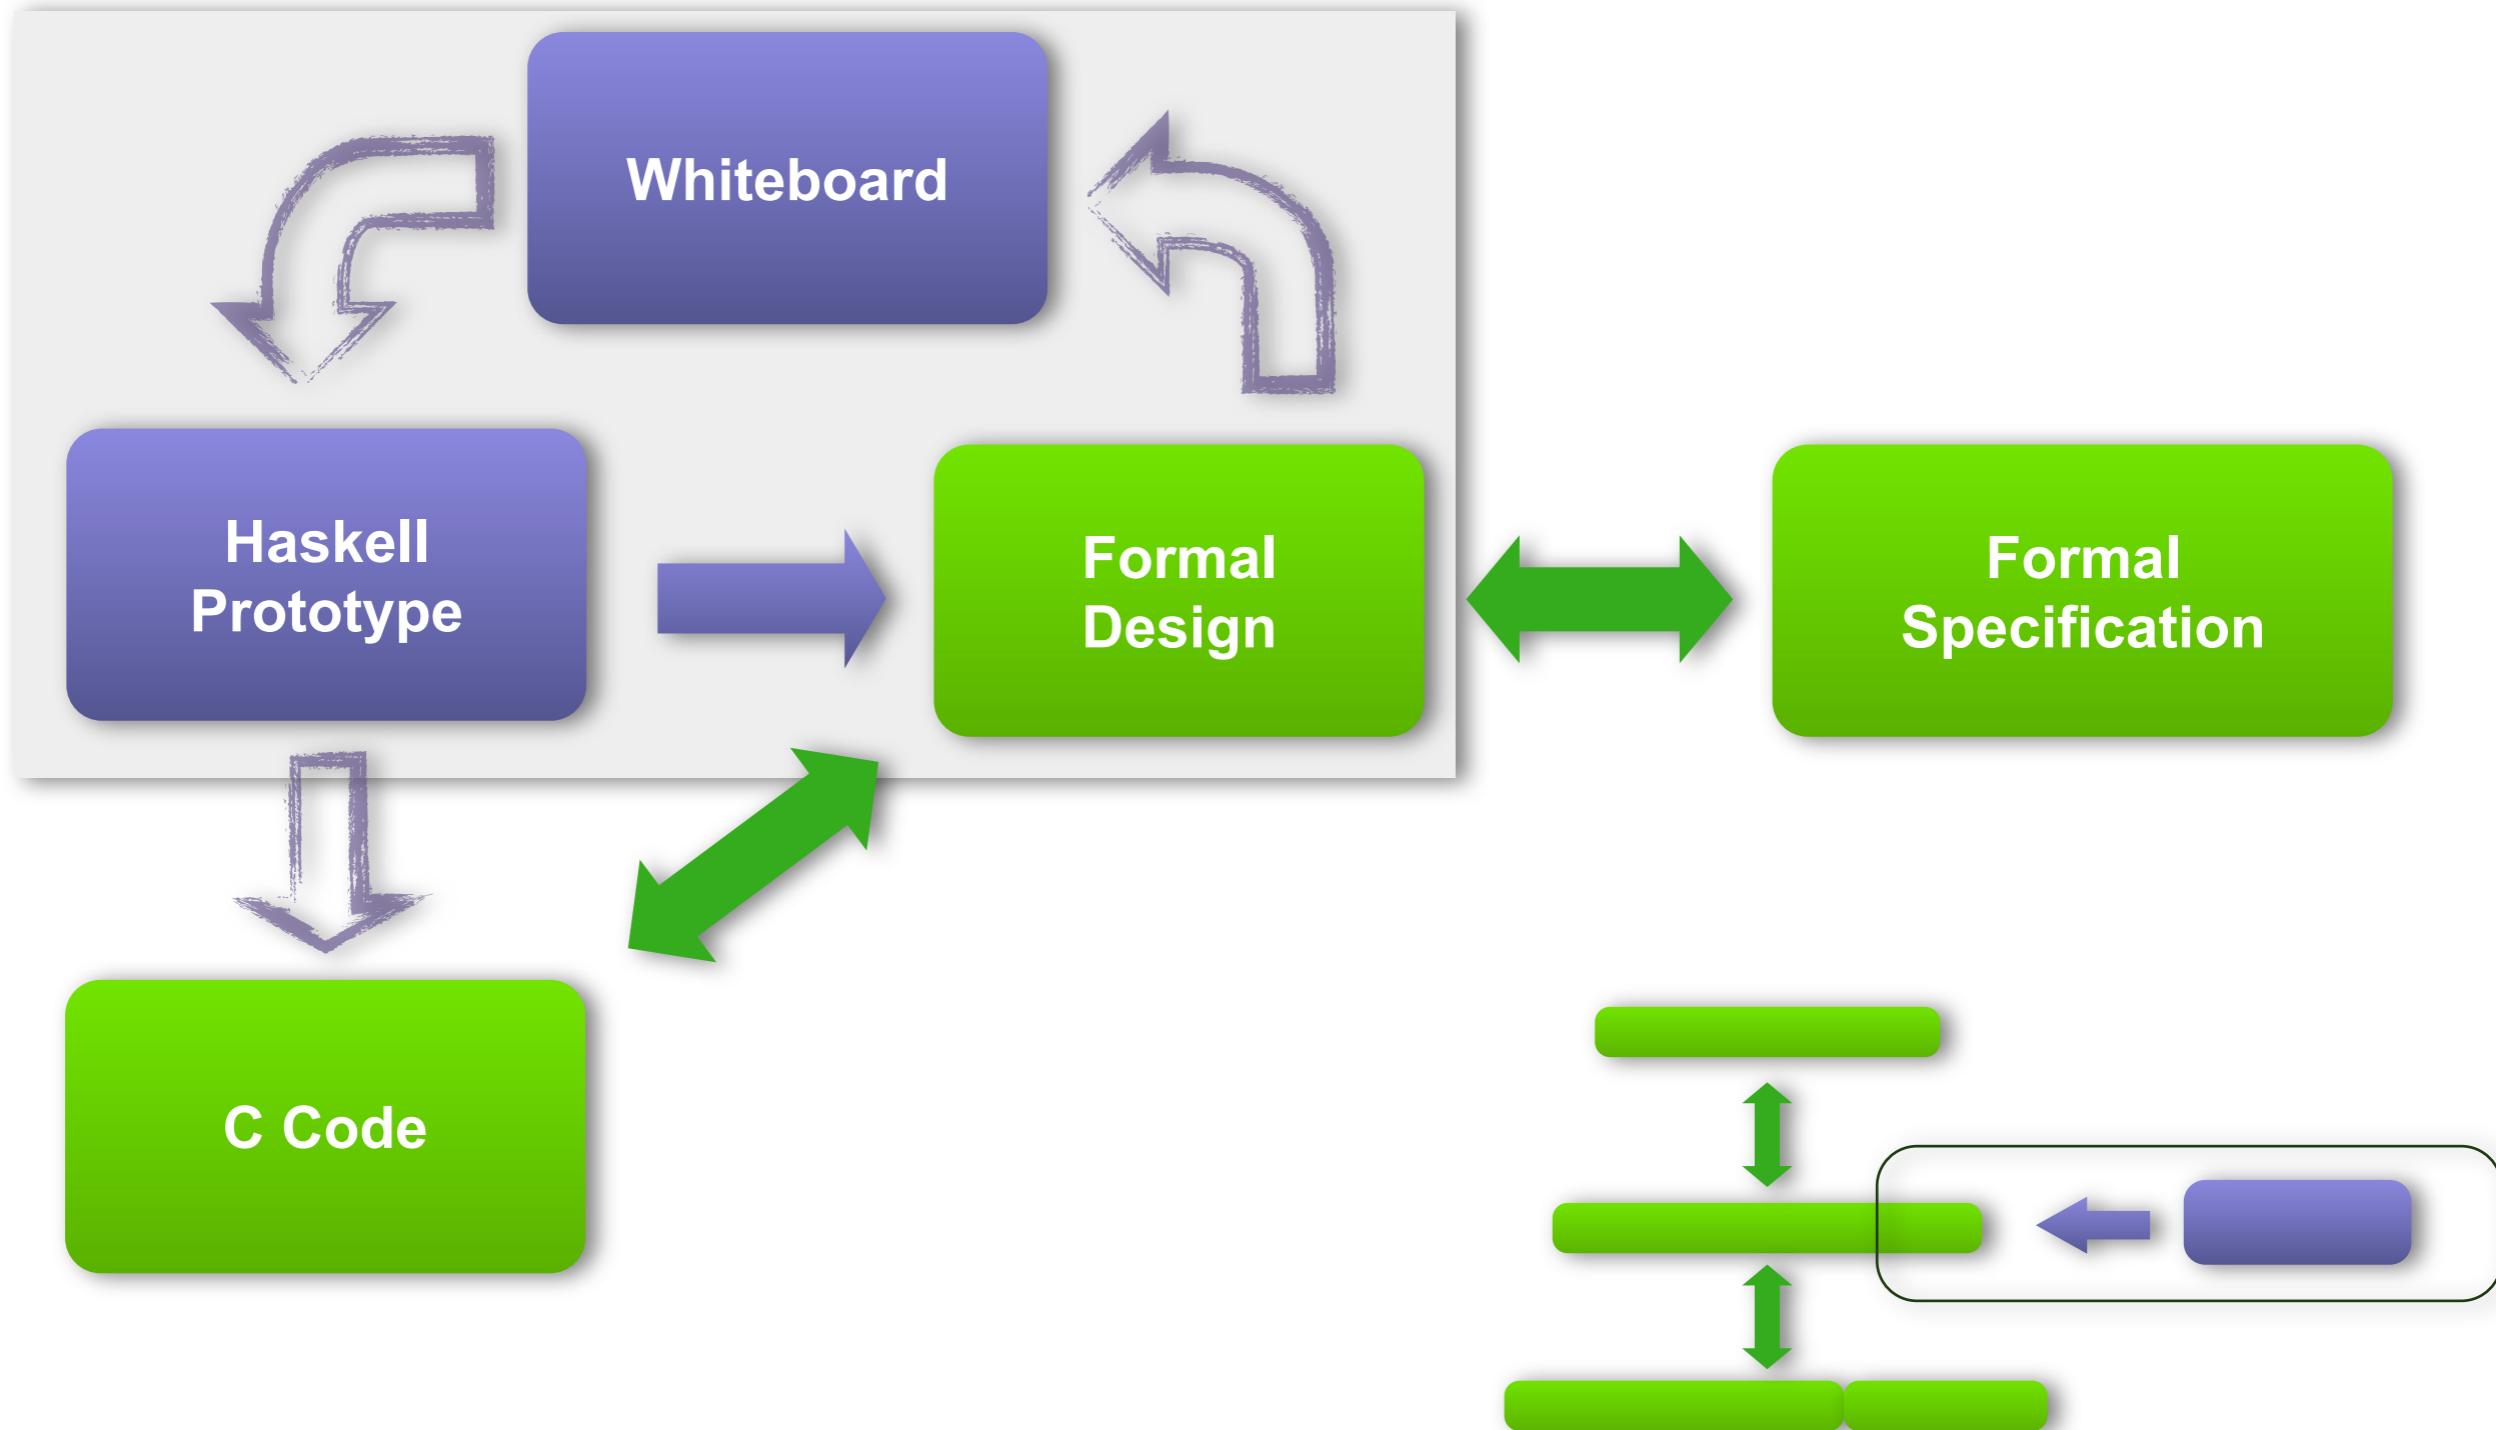 Whiteboard
Haskell
Prototype
Formal
Design
Formal
Specification
C Code